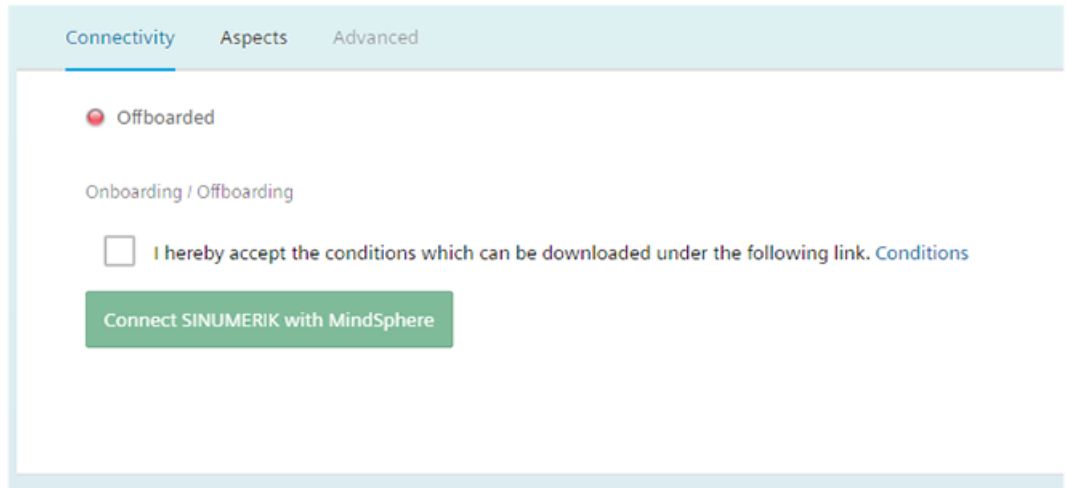 Connectivity Aspects Advanced
Offboarded
Onboarding / Offboarding
I hereby accept the conditions which can be downloaded under the following link. Conditions
Connect SINUMERIK with MindSphere